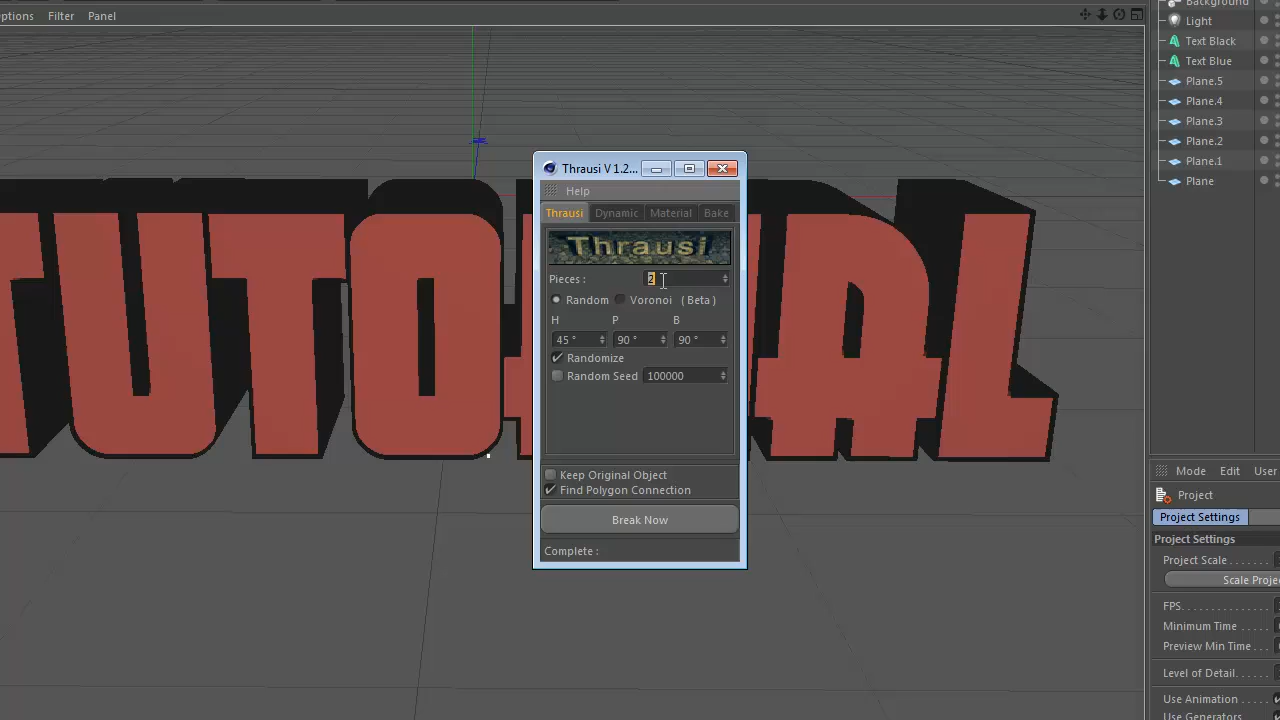 ptions Filter Panel
Background
Light
Text Black
Text Blue
Plane.5
Plane.4
Plane.3
Plane.2
Plane.1
Plane
TUTORIAL
Thrausi V 1.2...
Help
Thrausi Dynamic Material Bake
Thrausi
Pieces : 2
Random Voronoi ( Beta )
H P B
45 ° 90 ° 90 °
Randomize
Random Seed 100000
Keep Original Object
Find Polygon Connection
Break Now
Complete :
Mode Edit User
Project
Project Settings
Project Settings
Project Scale . . . . . .
Scale Projec
FPS. . . . . . . . . . . . . .
Minimum Time . . . . .
Preview Min Time . . .
Level of Detail. . . . . .
Use Animation . . . . .
Use Generators